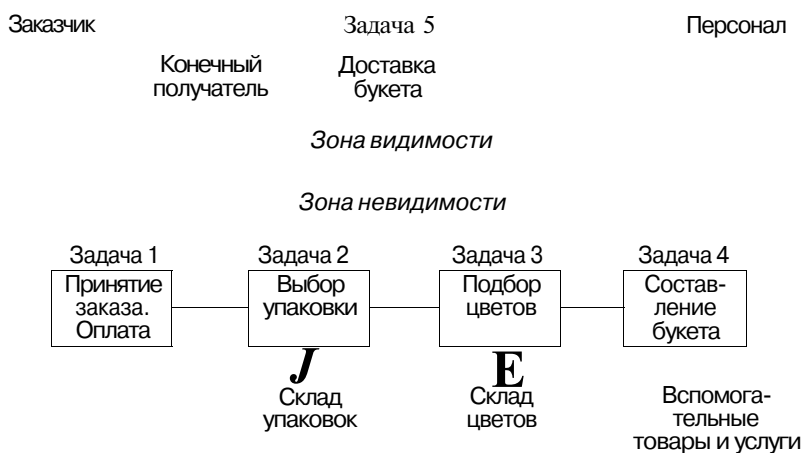 Заказчик Задача 5 Персонал
Конечный Доставка
получатель букета
Зона видимости
Зона невидимости
Задача 1 Задача 2 Задача 3 Задача 4
Принятие Выбор Подбор Состав-
заказа. упаковки цветов ление
Оплата букета
J E
Склад Склад Вспомога-
упаковок цветов тельные
товары и услуги